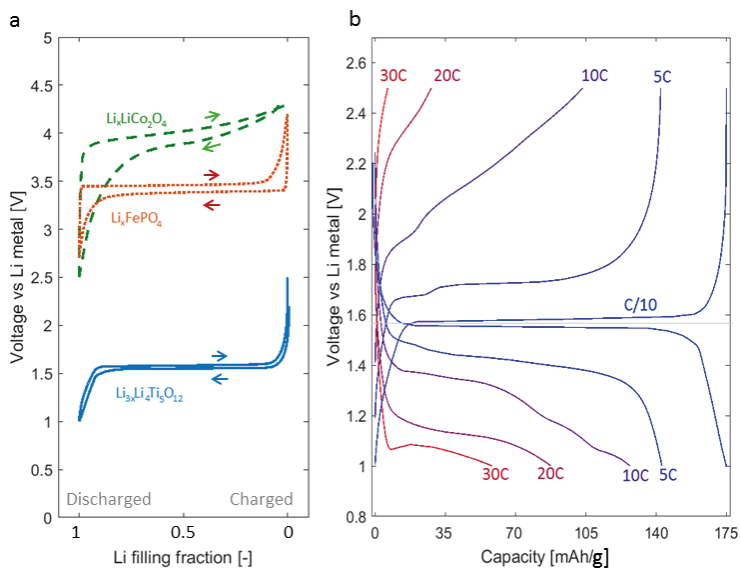 a
Voltage vs Li metal [V]
5
4.5
4
3.5
3
2.5
2
1.5
1
0.5
0
LiₓLiCo₂O₄
LiₓFePO₄
Li₃ₓLi₄Ti₅O₁₂
Discharged
Charged
1
0.5
0
Li filling fraction [-]
b
Voltage vs Li metal [V]
2.6
2.4
2.2
2
1.8
1.6
1.4
1.2
1
0.8
30C
20C
10C
5C
C/10
30C
20C
10C
5C
0
35
70
105
140
175
Capacity [mAh/g]